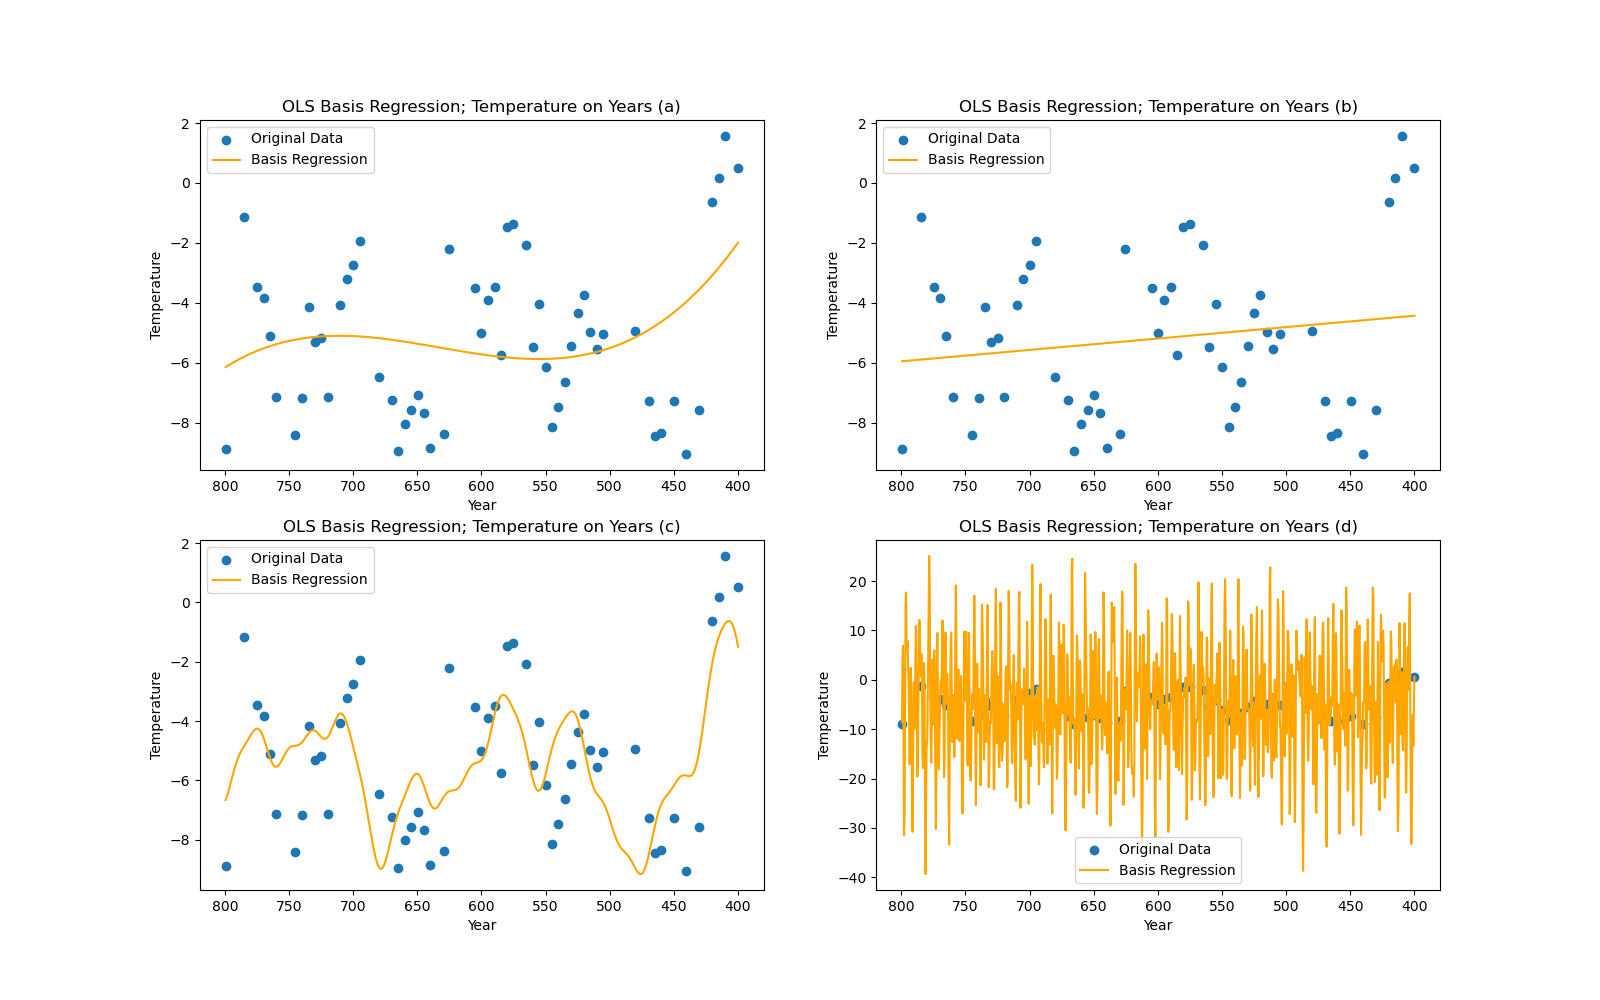 OLS Basis Regression; Temperature on Years (a)
2
0
−2
−4
−6
−8
Temperature
Original Data
Basis Regression
800 750 700 650 600 550 500 450 400
Year
OLS Basis Regression; Temperature on Years (b)
2
0
−2
−4
−6
−8
Temperature
Original Data
Basis Regression
800 750 700 650 600 550 500 450 400
Year
OLS Basis Regression; Temperature on Years (c)
2
0
−2
−4
−6
−8
Temperature
Original Data
Basis Regression
800 750 700 650 600 550 500 450 400
Year
OLS Basis Regression; Temperature on Years (d)
20
10
0
−10
−20
−30
−40
Temperature
Original Data
Basis Regression
800 750 700 650 600 550 500 450 400
Year